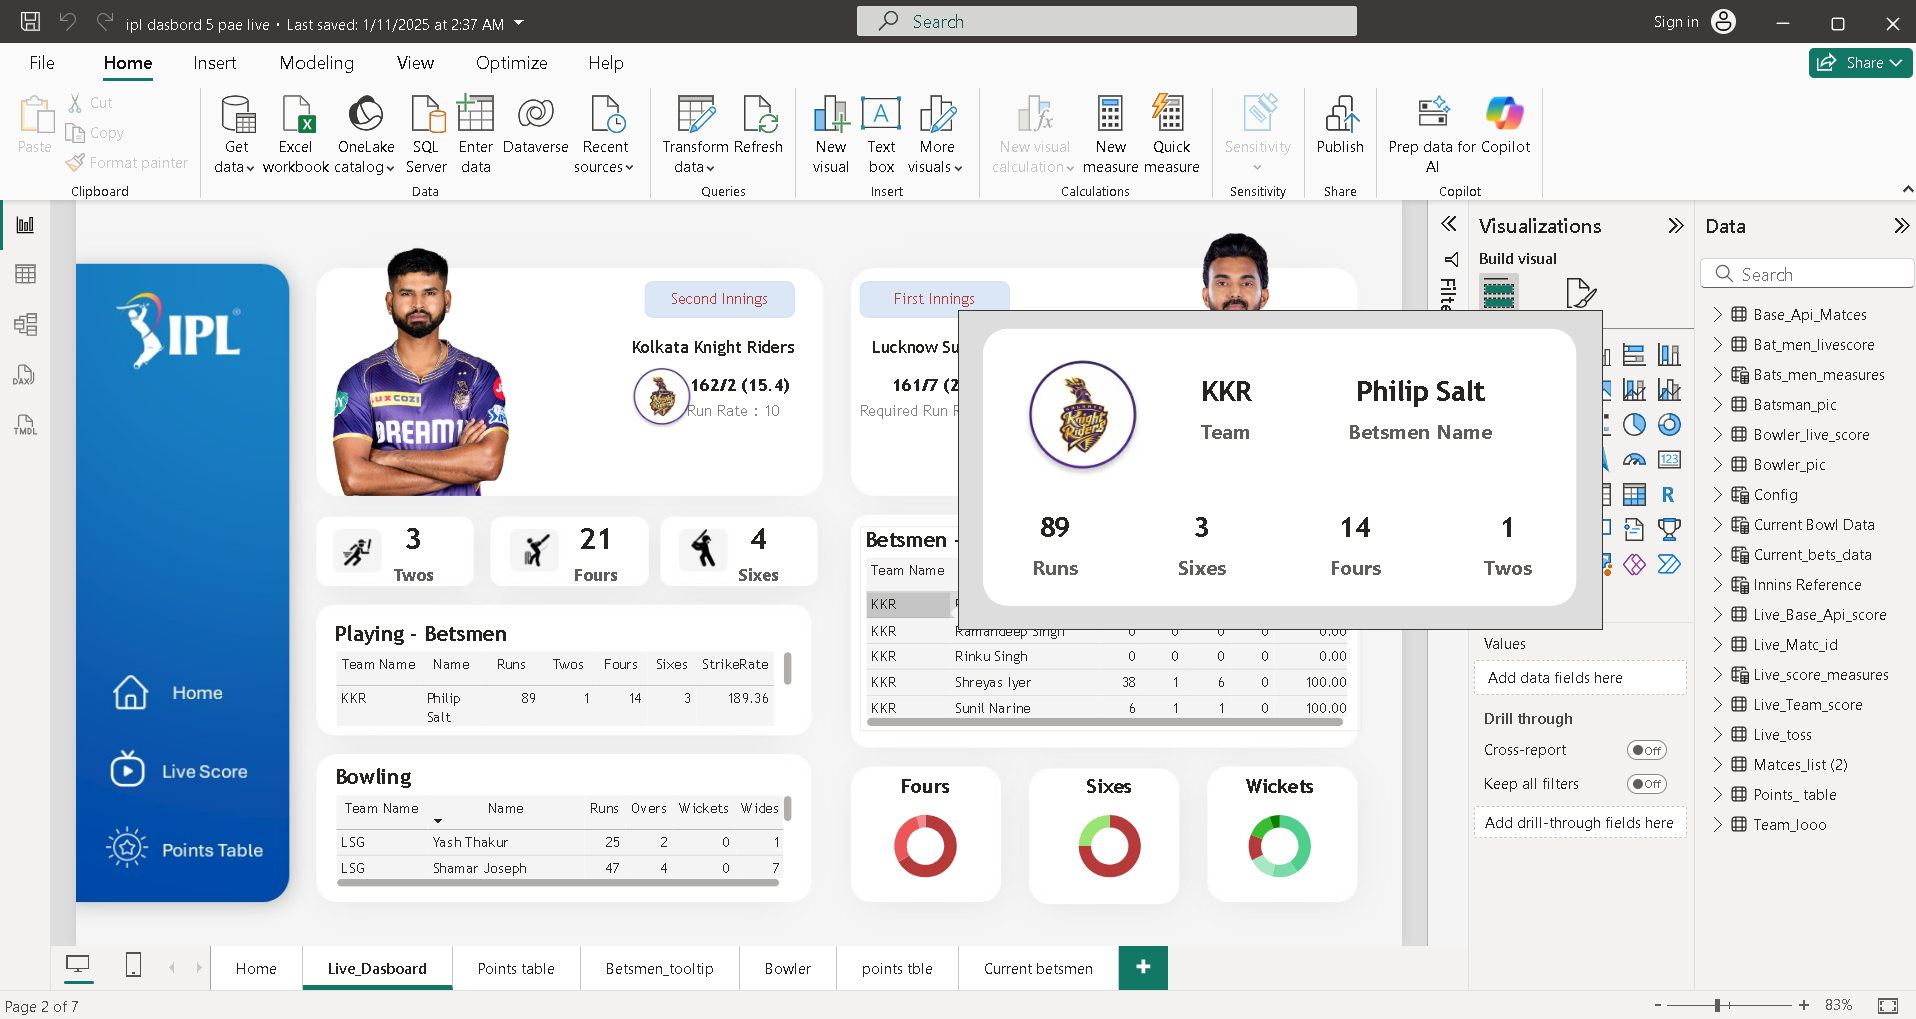 ipl dasbord 5 pae live • Last saved: 1/11/2025 at 2:37 AM
Search
Sign in
File Home Insert Modeling View Optimize Help
Share
Paste
Cut
Copy
Format painter
Clipboard
Get data
Excel workbook
OneLake catalog
SQL Server
Enter data
Dataverse
Recent sources
Data
Transform data
Refresh
Queries
New visual
Text box
More visuals
Insert
New visual calculation
New measure
Quick measure
Calculations
Sensitivity
Sensitivity
Publish
Share
Prep data for AI
Copilot
Copilot
DAX
TMDL
IPL
Home
Live Score
Points Table
LUX COZI
DREAM
Second Innings
Kolkata Knight Riders
162/2 (15.4)
Run Rate : 10
First Innings
Lucknow Su
161/7 (2
Required Run R
KKR
Team
Philip Salt
Betsmen Name
Knight Riders
89
Runs
3
Sixes
14
Fours
1
Twos
3
Twos
21
Fours
4
Sixes
Betsmen -
Team Name
KKR
KKR Ramandeep Singh 0 0 0 0 0.00
KKR Rinku Singh 0 0 0 0 0.00
KKR Shreyas Iyer 38 1 6 0 100.00
KKR Sunil Narine 6 1 1 0 100.00
Playing - Betsmen
Team Name Name Runs Twos Fours Sixes StrikeRate
KKR Philip Salt 89 1 14 3 189.36
Bowling
Team Name Name Runs Overs Wickets Wides
LSG Yash Thakur 25 2 0 1
LSG Shamar Joseph 47 4 0 7
Fours
Sixes
Wickets
Filte
Visualizations
Build visual
123
R
Values
Add data fields here
Drill through
Cross-report Off
Keep all filters Off
Add drill-through fields here
Data
Search
Base_Api_Matces
Bat_men_livescore
Bats_men_measures
Batsman_pic
Bowler_live_score
Bowler_pic
Config
Current Bowl Data
Current_bets_data
Innins Reference
Live_Base_Api_score
Live_Matc_id
Live_score_measures
Live_Team_score
Live_toss
Matces_list (2)
Points_ table
Team_looo
Home Live_Dasboard Points table Betsmen_tooltip Bowler points tble Current betsmen +
Page 2 of 7
- + 83%